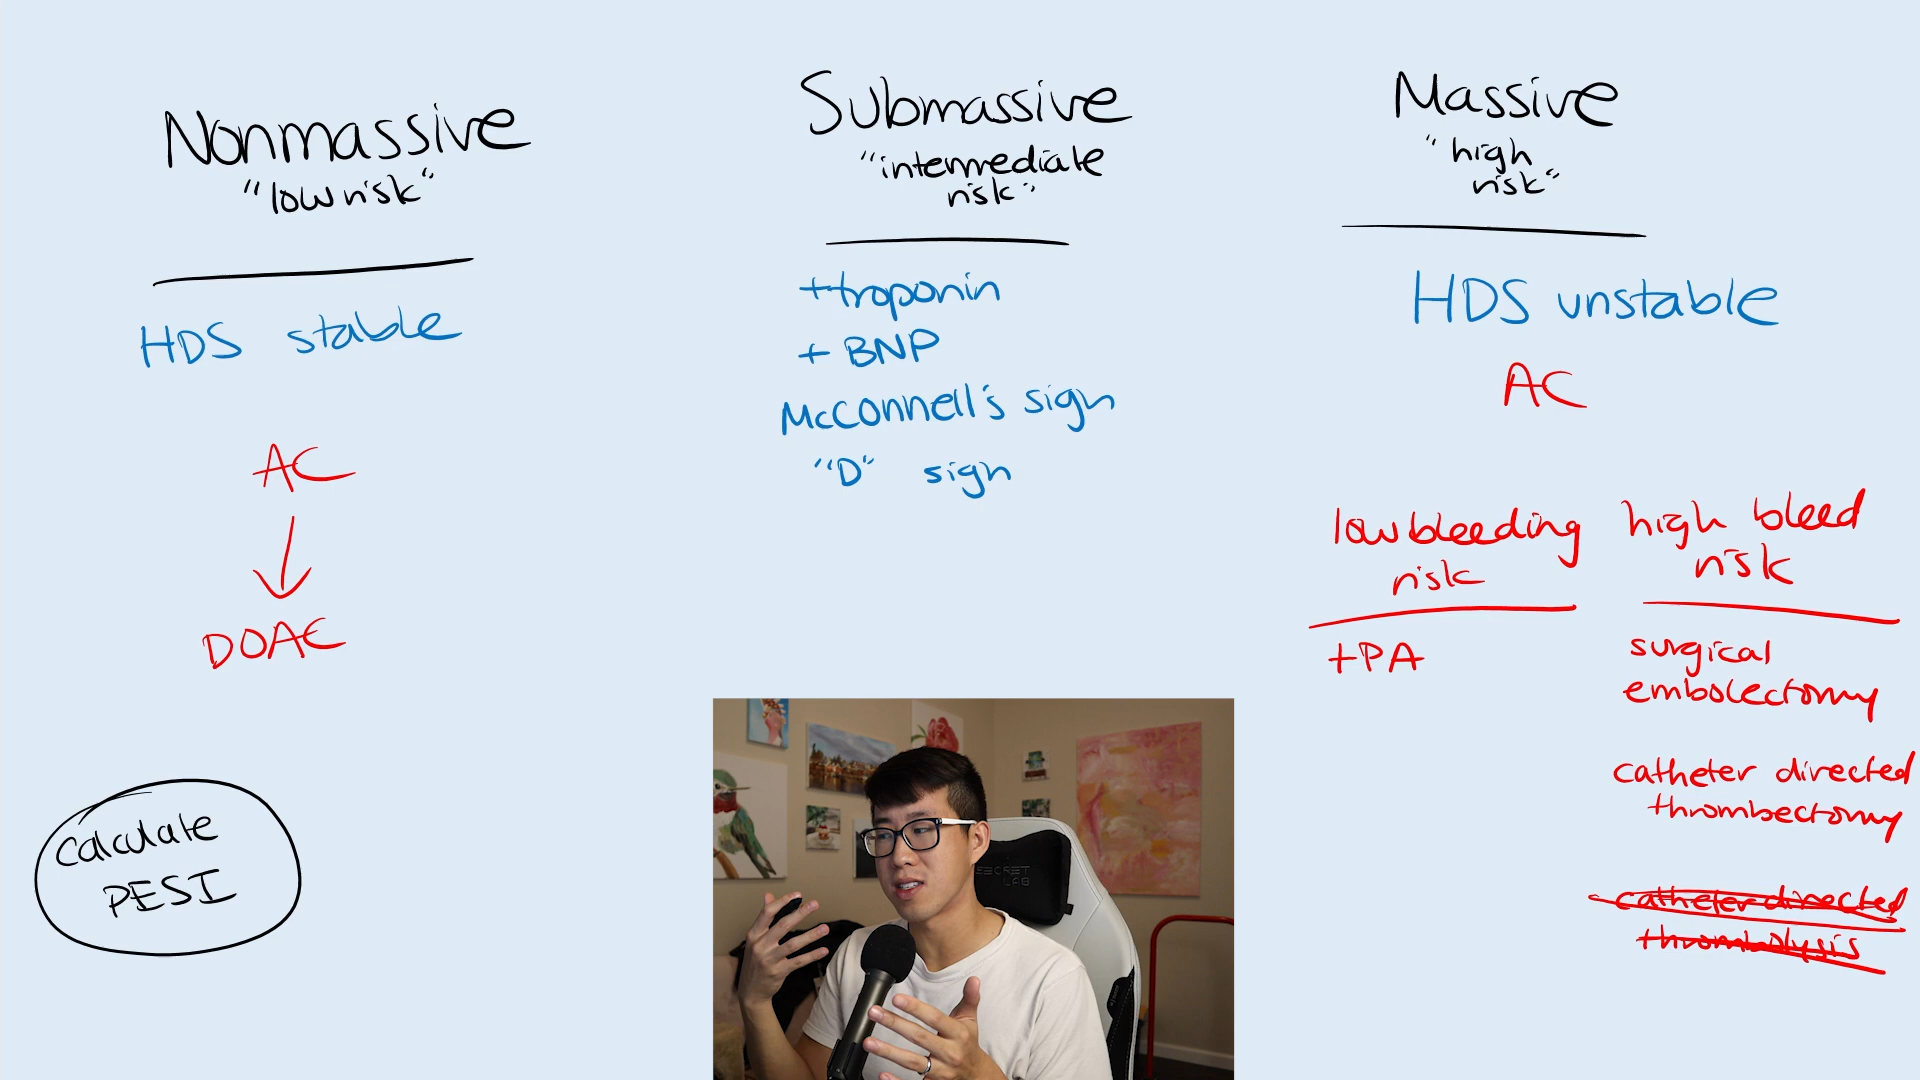 Nonmassive
"low risk"
HDS stable
AC
DOAC
calculate
PESI
Submassive
"intermediate
risk"
+troponin
+ BNP
McConnell's sign
"D" sign
Massive
"high
risk"
HDS unstable
AC
low bleeding
risk
tPA
high bleed
risk
surgical
embolectomy
catheter directed
thrombectomy
catheter directed
thrombolysis
SECRET
LAB